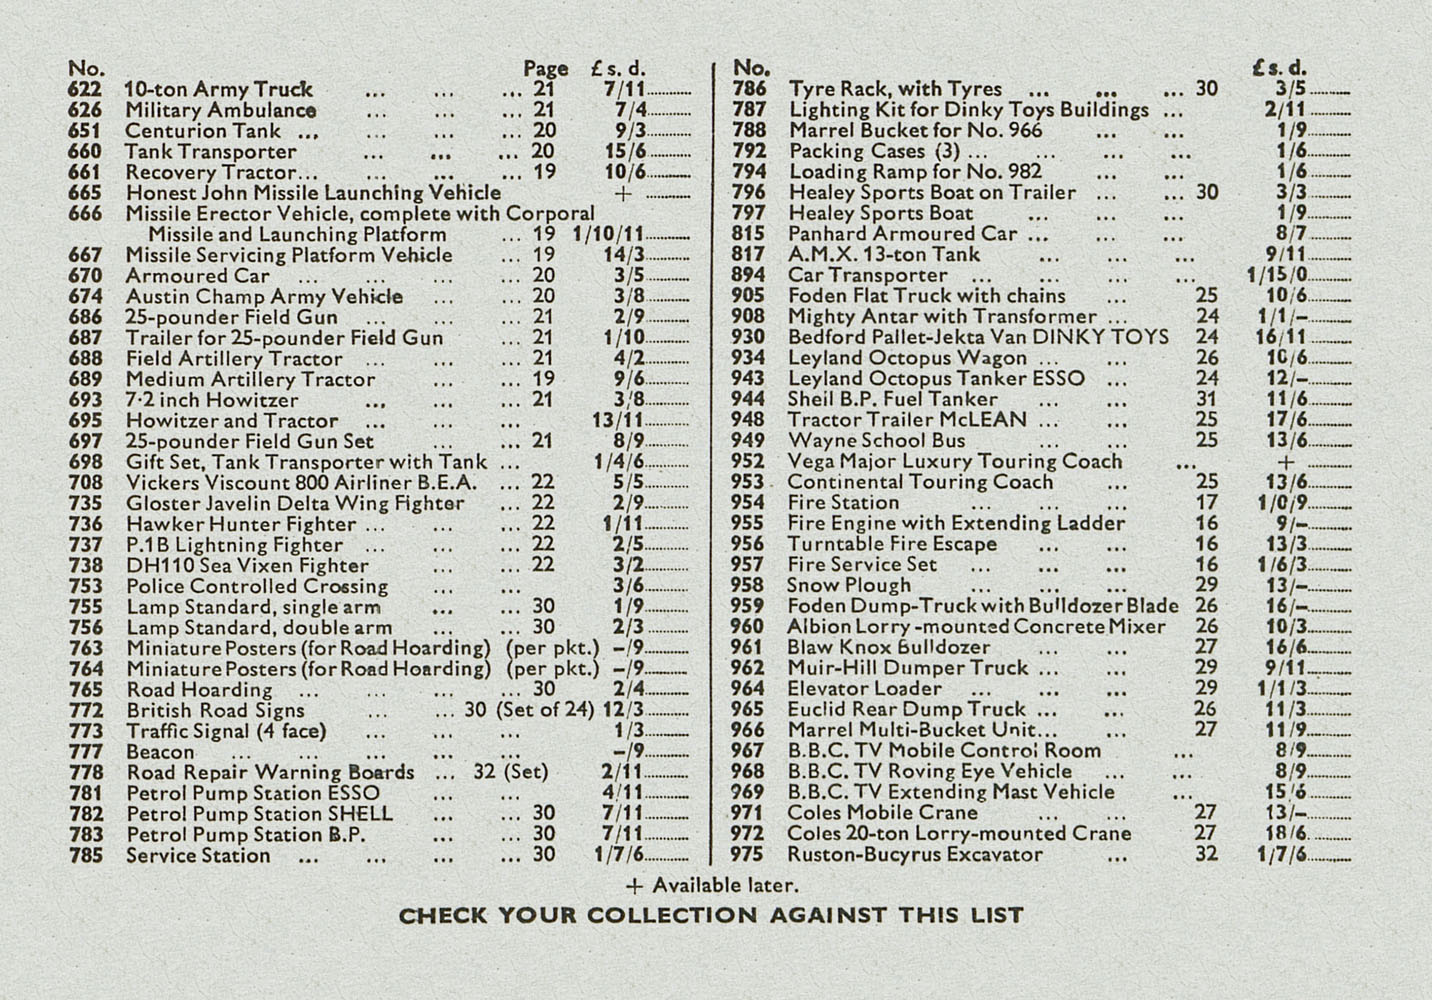 No. Page £ s. d.
622 10-ton Army Truck ... ... ... 21 7/11
626 Military Ambulance ... ... ... 21 7/4
651 Centurion Tank ... ... ... 20 9/3
660 Tank Transporter ... ... ... 20 15/6
661 Recovery Tractor... ... ... ... 19 10/6
665 Honest John Missile Launching Vehicle +
666 Missile Erector Vehicle, complete with Corporal
Missile and Launching Platform ... 19 1/10/11
667 Missile Servicing Platform Vehicle ... 19 14/3
670 Armoured Car ... ... ... ... 20 3/5
674 Austin Champ Army Vehicle ... ... 20 3/8
686 25-pounder Field Gun ... ... ... 21 2/9
687 Trailer for 25-pounder Field Gun ... 21 1/10
688 Field Artillery Tractor ... ... ... 21 4/2
689 Medium Artillery Tractor ... ... 19 9/6
693 7·2 inch Howitzer ... ... ... 21 3/8
695 Howitzer and Tractor ... ... ... 13/11
697 25-pounder Field Gun Set ... ... 21 8/9
698 Gift Set, Tank Transporter with Tank ... 1/4/6
708 Vickers Viscount 800 Airliner B.E.A. ... 22 5/5
735 Gloster Javelin Delta Wing Fighter ... 22 2/9
736 Hawker Hunter Fighter ... ... ... 22 1/11
737 P.1B Lightning Fighter ... ... ... 22 2/5
738 DH110 Sea Vixen Fighter ... ... 22 3/2
753 Police Controlled Crossing ... ... 3/6
755 Lamp Standard, single arm ... ... 30 1/9
756 Lamp Standard, double arm ... ... 30 2/3
763 Miniature Posters (for Road Hoarding) (per pkt.) –/9
764 Miniature Posters (for Road Hoarding) (per pkt.) –/9
765 Road Hoarding ... ... ... ... 30 2/4
772 British Road Signs ... ... 30 (Set of 24) 12/3
773 Traffic Signal (4 face) ... ... ... 1/3
777 Beacon ... ... ... ... ... –/9
778 Road Repair Warning Boards ... 32 (Set) 2/11
781 Petrol Pump Station ESSO ... ... 4/11
782 Petrol Pump Station SHELL ... ... 30 7/11
783 Petrol Pump Station B.P. ... ... 30 7/11
785 Service Station ... ... ... ... 30 1/7/6
No. £ s. d.
786 Tyre Rack, with Tyres ... ... ... 30 3/5
787 Lighting Kit for Dinky Toys Buildings ... 2/11
788 Marrel Bucket for No. 966 ... ... 1/9
792 Packing Cases (3) ... ... ... ... 1/6
794 Loading Ramp for No. 982 ... ... 1/6
796 Healey Sports Boat on Trailer ... ... 30 3/3
797 Healey Sports Boat ... ... ... 1/9
815 Panhard Armoured Car ... ... ... 8/7
817 A.M.X. 13-ton Tank ... ... ... 9/11
894 Car Transporter ... ... ... ... 1/15/0
905 Foden Flat Truck with chains ... 25 10/6
908 Mighty Antar with Transformer ... 24 1/1/–
930 Bedford Pallet-Jekta Van DINKY TOYS 24 16/11
934 Leyland Octopus Wagon ... ... 26 10/6
943 Leyland Octopus Tanker ESSO ... 24 12/–
944 Shell B.P. Fuel Tanker ... ... 31 11/6
948 Tractor Trailer McLEAN ... ... 25 17/6
949 Wayne School Bus ... ... 25 13/6
952 Vega Major Luxury Touring Coach ... +
953 Continental Touring Coach ... 25 13/6
954 Fire Station ... ... ... 17 1/0/9
955 Fire Engine with Extending Ladder 16 9/–
956 Turntable Fire Escape ... ... 16 13/3
957 Fire Service Set ... ... ... 16 1/6/3
958 Snow Plough ... ... ... 29 13/–
959 Foden Dump-Truck with Bulldozer Blade 26 16/–
960 Albion Lorry-mounted Concrete Mixer 26 10/3
961 Blaw Knox Bulldozer ... ... 27 16/6
962 Muir-Hill Dumper Truck ... ... 29 9/11
964 Elevator Loader ... ... ... 29 1/1/3
965 Euclid Rear Dump Truck ... ... 26 11/3
966 Marrel Multi-Bucket Unit... ... 27 11/9
967 B.B.C. TV Mobile Control Room ... 8/9
968 B.B.C. TV Roving Eye Vehicle ... ... 8/9
969 B.B.C. TV Extending Mast Vehicle ... 15/6
971 Coles Mobile Crane ... ... 27 13/–
972 Coles 20-ton Lorry-mounted Crane 27 18/6
975 Ruston-Bucyrus Excavator ... 32 1/7/6
+ Available later.
CHECK YOUR COLLECTION AGAINST THIS LIST